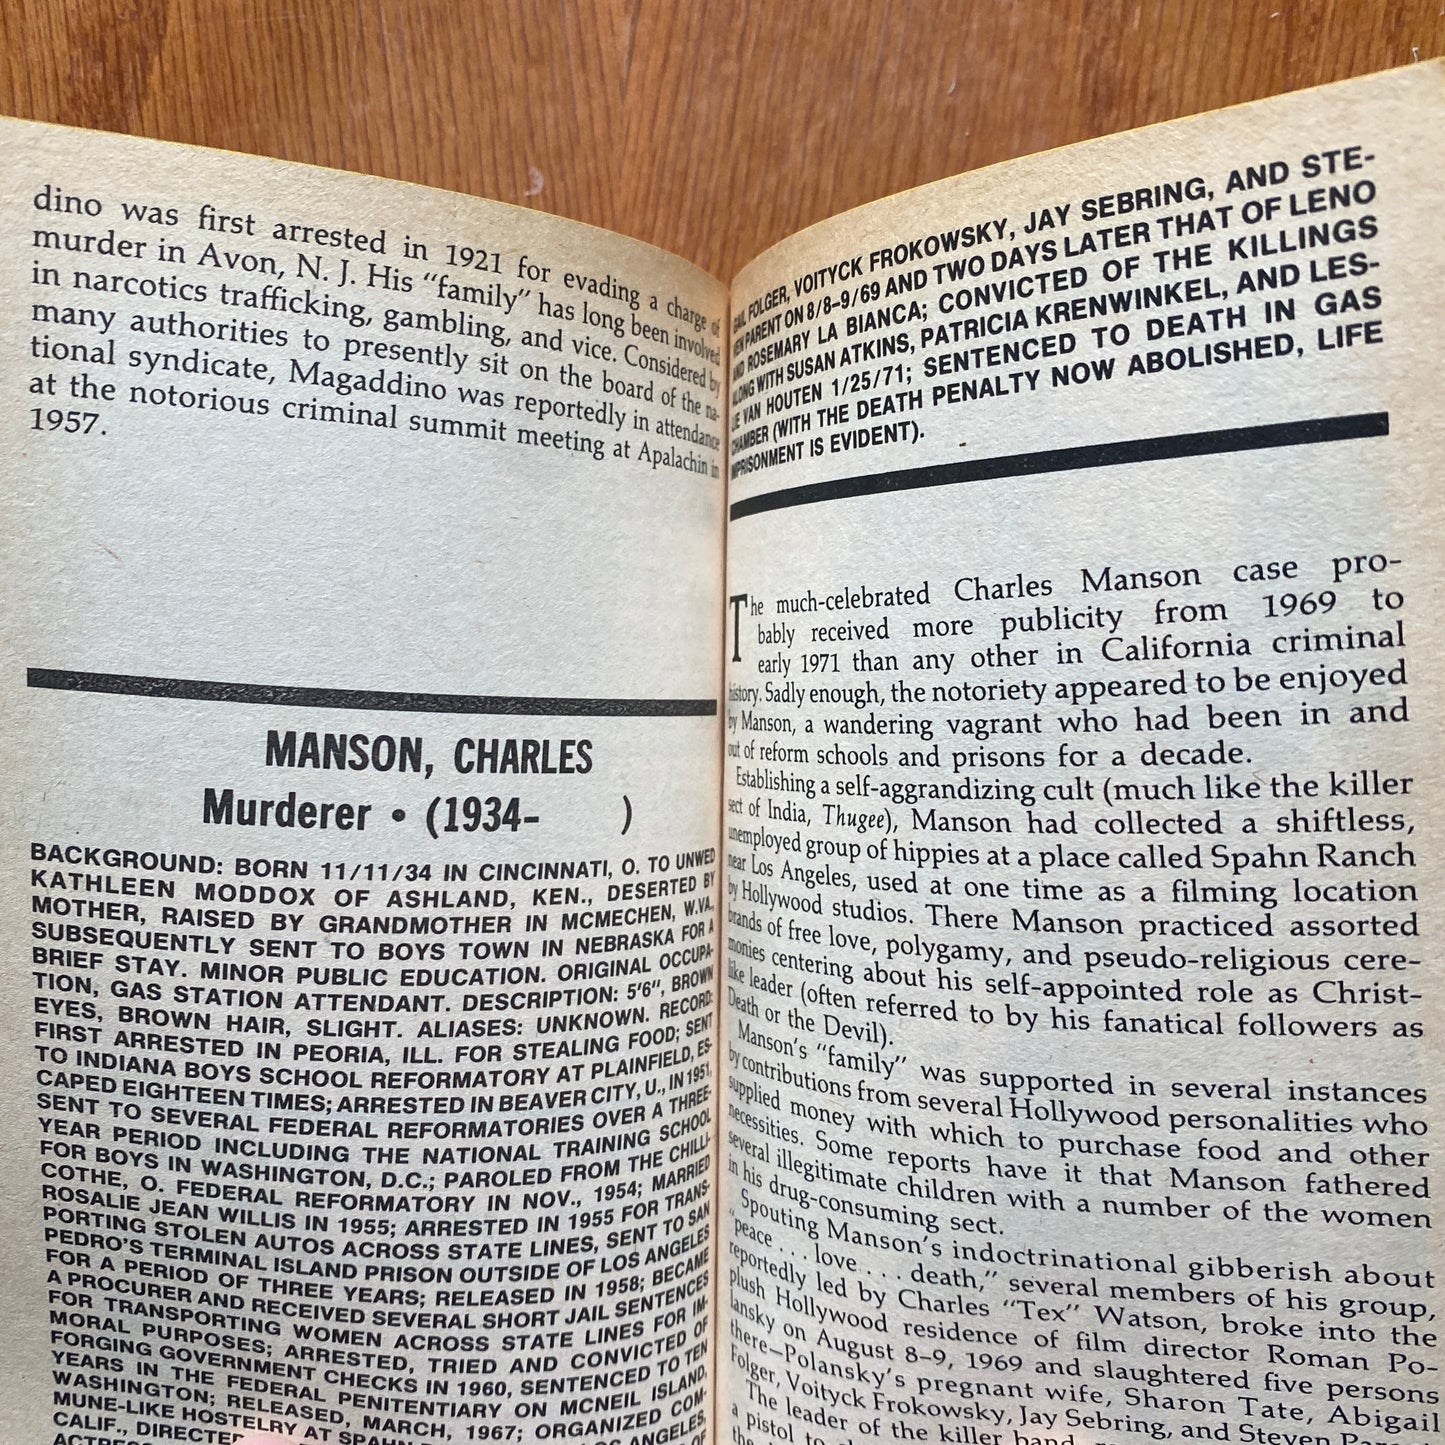 dino was first arrested in 1921 for evading a charge of
murder in Avon, N. J. His "family" has long been involved
in narcotics trafficking, gambling, and vice. Considered by
many authorities to presently sit on the board of the na-
tional syndicate, Magaddino was reportedly in attendance
at the notorious criminal summit meeting at Apalachin in
1957.
MANSON, CHARLES
Murderer • (1934- )
BACKGROUND: BORN 11/11/34 IN CINCINNATI, O. TO UNWED
KATHLEEN MODDOX OF ASHLAND, KEN., DESERTED BY
MOTHER, RAISED BY GRANDMOTHER IN MCMECHEN, W.VA.,
SUBSEQUENTLY SENT TO BOYS TOWN IN NEBRASKA FOR A
BRIEF STAY. MINOR PUBLIC EDUCATION. ORIGINAL OCCUPA-
TION, GAS STATION ATTENDANT. DESCRIPTION: 5'6", BROWN
EYES, BROWN HAIR, SLIGHT. ALIASES: UNKNOWN. RECORD:
FIRST ARRESTED IN PEORIA, ILL. FOR STEALING FOOD; SENT
TO INDIANA BOYS SCHOOL REFORMATORY AT PLAINFIELD, ES-
CAPED EIGHTEEN TIMES; ARRESTED IN BEAVER CITY, U., IN 1951,
SENT TO SEVERAL FEDERAL REFORMATORIES OVER A THREE-
YEAR PERIOD INCLUDING THE NATIONAL TRAINING SCHOOL
FOR BOYS IN WASHINGTON, D.C.; PAROLED FROM THE CHILLI-
COTHE, O. FEDERAL REFORMATORY IN NOV., 1954; MARRIED
ROSALIE JEAN WILLIS IN 1955; ARRESTED IN 1955 FOR TRANS-
PORTING STOLEN AUTOS ACROSS STATE LINES, SENT TO SAN
PEDRO'S TERMINAL ISLAND PRISON OUTSIDE OF LOS ANGELES
FOR A PERIOD OF THREE YEARS; RELEASED IN 1958; BECAME
A PROCURER AND RECEIVED SEVERAL SHORT JAIL SENTENCES
FOR TRANSPORTING WOMEN ACROSS STATE LINES FOR IM-
MORAL PURPOSES; ARRESTED, TRIED AND CONVICTED OF
FORGING GOVERNMENT CHECKS IN 1960, SENTENCED TO TEN
YEARS IN THE FEDERAL PENITENTIARY ON MCNEIL ISLAND,
WASHINGTON; RELEASED, MARCH, 1967; ORGANIZED COM-
MUNE-LIKE HOSTELRY AT SPAHN ANGELES,
CALIF., DIRECTED OF
FOLGER, VOITYCK FROKOWSKY, JAY SEBRING, AND STE-
PARENT ON 8/8-9/69 AND TWO DAYS LATER THAT OF LENO
AND ROSEMARY LA BIANCA; CONVICTED OF THE KILLINGS
ALONG WITH SUSAN ATKINS, PATRICIA KRENWINKEL, AND LES-
LIE VAN HOUTEN 1/25/71; SENTENCED TO DEATH IN GAS
CHAMBER (WITH THE DEATH PENALTY NOW ABOLISHED, LIFE
IMPRISONMENT IS EVIDENT).
The much-celebrated Charles Manson case pro-
bably received more publicity from 1969 to
early 1971 than any other in California criminal
history. Sadly enough, the notoriety appeared to be enjoyed
by Manson, a wandering vagrant who had been in and
out of reform schools and prisons for a decade.
Establishing a self-aggrandizing cult (much like the killer
sect of India, Thugee), Manson had collected a shiftless,
unemployed group of hippies at a place called Spahn Ranch
near Los Angeles, used at one time as a filming location
by Hollywood studios. There Manson practiced assorted
brands of free love, polygamy, and pseudo-religious cere-
monies centering about his self-appointed role as Christ-
like leader (often referred to by his fanatical followers as
Death or the Devil).
Manson's "family" was supported in several instances
by contributions from several Hollywood personalities who
supplied money with which to purchase food and other
necessities. Some reports have it that Manson fathered
several illegitimate children with a number of the women
in his drug-consuming sect.
Spouting Manson's indoctrinational gibberish about
"peace . . . love . . . death," several members of his group,
reportedly led by Charles "Tex" Watson, broke into the
plush Hollywood residence of film director Roman Po-
lansky on August 8-9, 1969 and slaughtered five persons
there—Polansky's pregnant wife, Sharon Tate, Abigail
Folger, Voityck Frokowsky, Jay Sebring, and Steven
The leader of the killer band,
a pistol to
the